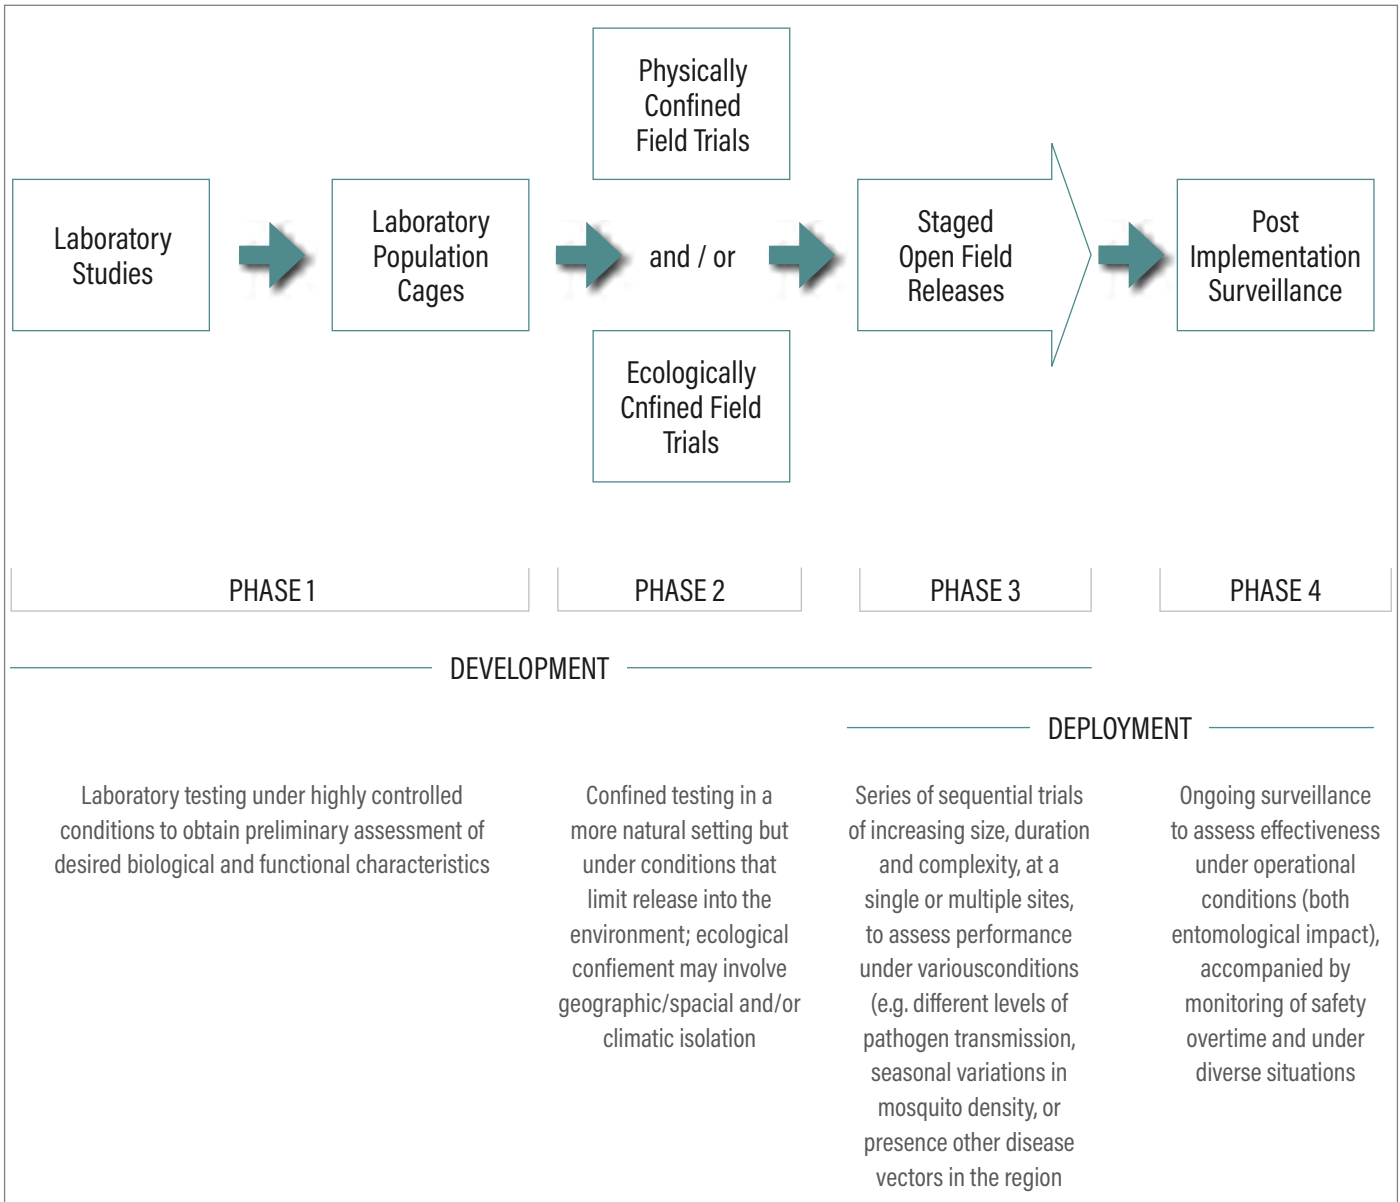 Laboratory
Studies
Laboratory
Population
Cages
Physically
Confined
Field Trials
and / or
Ecologically
Cnfined Field
Trials
Staged
Open Field
Releases
Post
Implementation
Surveillance
PHASE 1
PHASE 2
PHASE 3
PHASE 4
DEVELOPMENT
DEPLOYMENT
Laboratory testing under highly controlled
conditions to obtain preliminary assessment of
desired biological and functional characteristics
Confined testing in a
more natural setting but
under conditions that
limit release into the
environment; ecological
confiement may involve
geographic/spacial and/or
climatic isolation
Series of sequential trials
of increasing size, duration
and complexity, at a
single or multiple sites,
to assess performance
under variousconditions
(e.g. different levels of
pathogen transmission,
seasonal variations in
mosquito density, or
presence other disease
vectors in the region
Ongoing surveillance
to assess effectiveness
under operational
conditions (both
entomological impact),
accompanied by
monitoring of safety
overtime and under
diverse situations